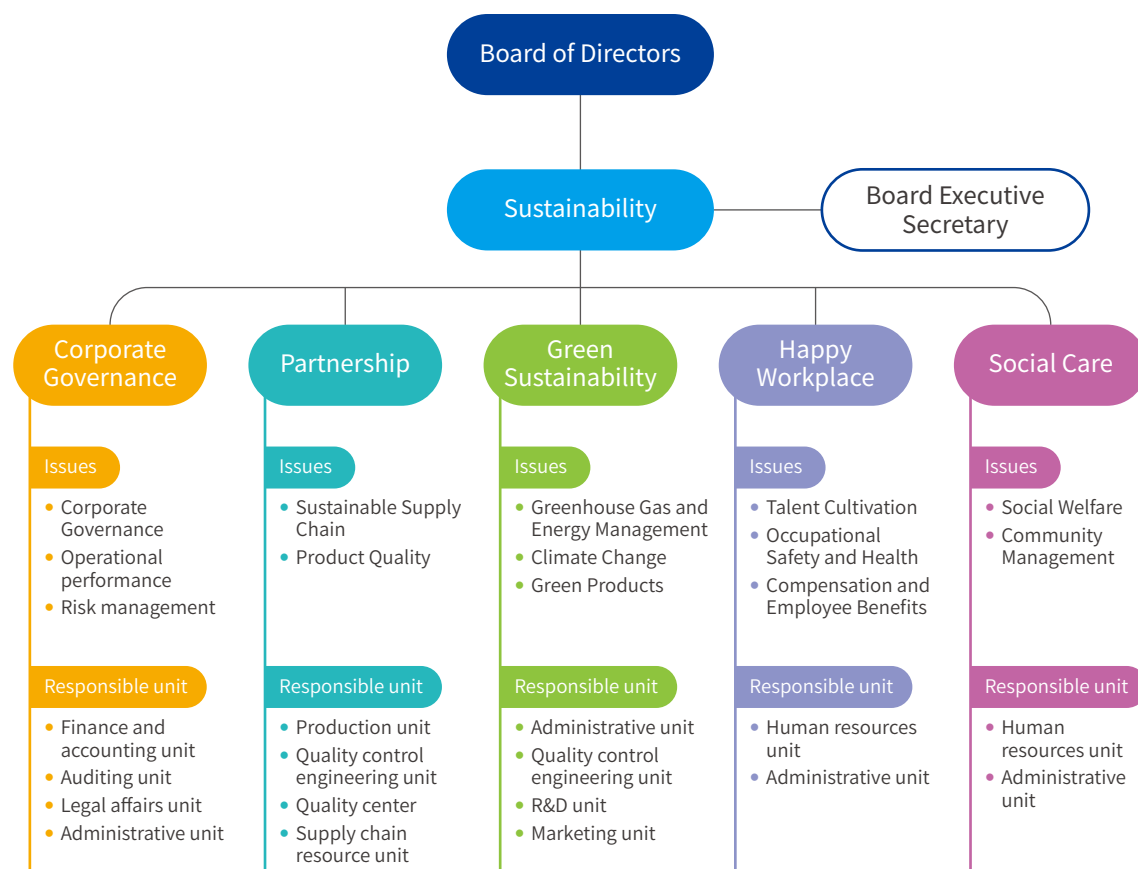 Board of Directors
Sustainability
Board Executive
Secretary
Corporate
Governance
Issues
• Corporate
Governance
• Operational
performance
• Risk management
Responsible unit
• Finance and
accounting unit
• Auditing unit
• Legal affairs unit
• Administrative unit
Partnership
Issues
• Sustainable Supply
Chain
• Product Quality
Responsible unit
• Production unit
• Quality control
engineering unit
• Quality center
• Supply chain
resource unit
Green
Sustainability
Issues
• Greenhouse Gas and
Energy Management
• Climate Change
• Green Products
Responsible unit
• Administrative unit
• Quality control
engineering unit
• R&D unit
• Marketing unit
Happy
Workplace
Issues
• Talent Cultivation
• Occupational
Safety and Health
• Compensation and
Employee Benefits
Responsible unit
• Human resources
unit
• Administrative unit
Social Care
Issues
• Social Welfare
• Community
Management
Responsible unit
• Human
resources unit
• Administrative
unit